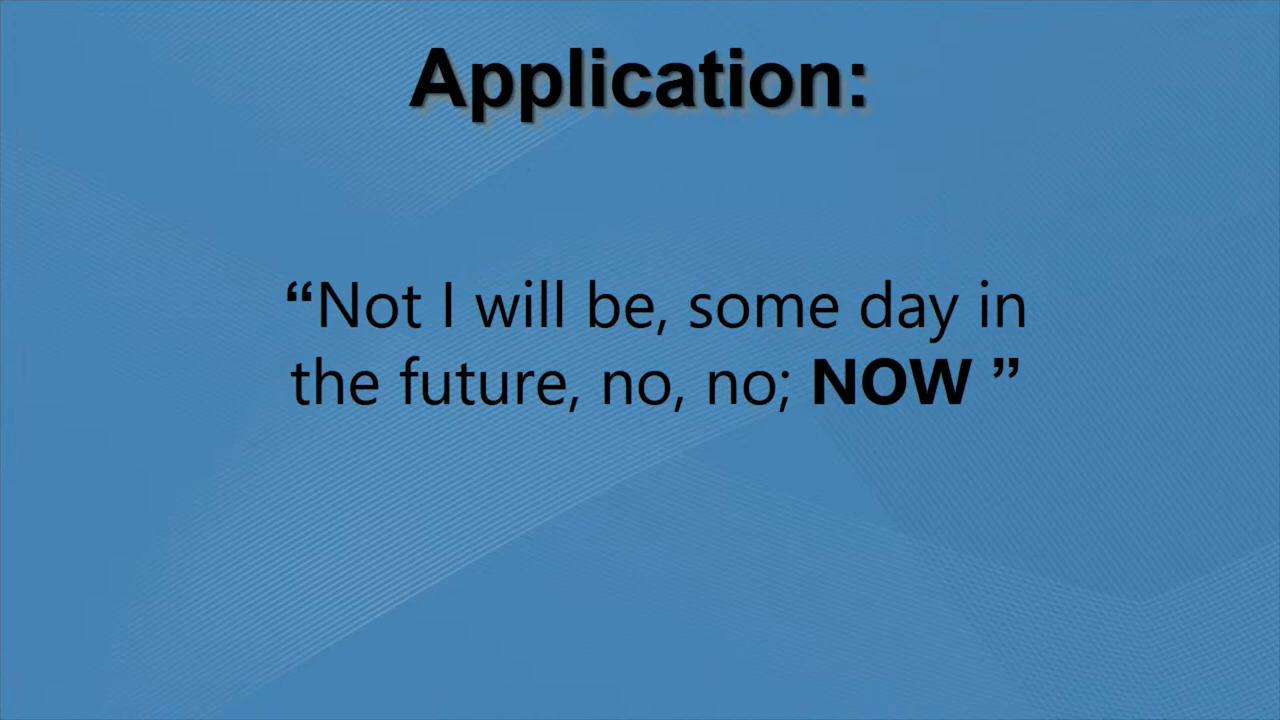 Application:
“Not I will be, some day in
the future, no, no; NOW ”